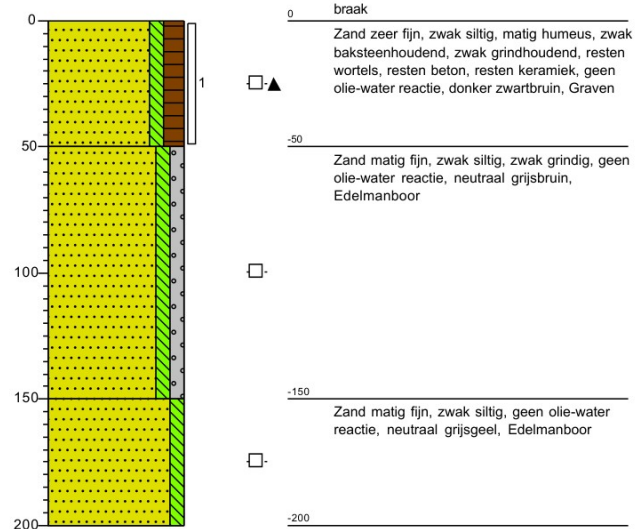 braak
0
0
Zand zeer fijn, zwak siltig, matig humeus, zwak
baksteenhoudend, zwak grindhoudend, resten
wortels, resten beton, resten keramiek, geen
olie-water reactie, donker zwartbruin, Graven
1
50
-50
Zand matig fijn, zwak siltig, zwak grindig, geen
olie-water reactie, neutraal grijsbruin,
Edelmanboor
100
150
-150
Zand matig fijn, zwak siltig, geen olie-water
reactie, neutraal grijsgeel, Edelmanboor
200
-200